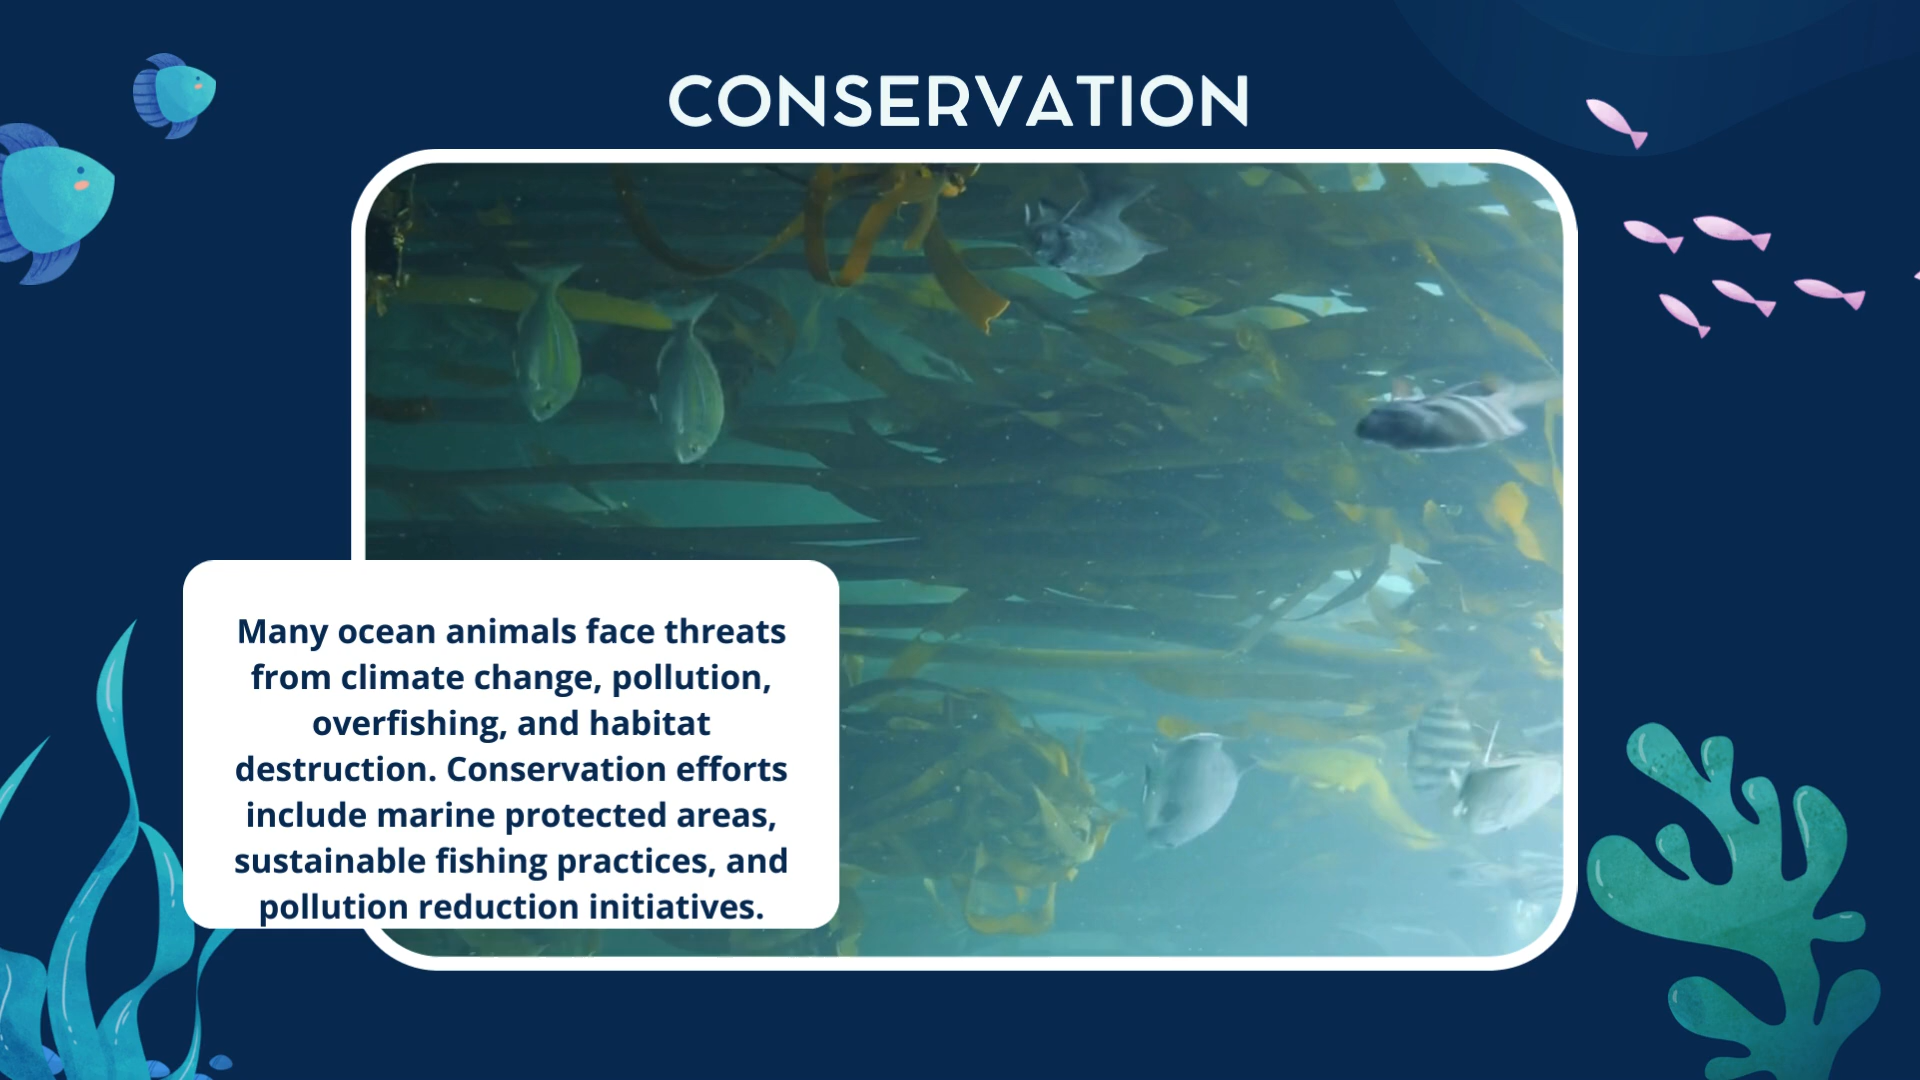 CONSERVATION
Many ocean animals face threats
from climate change, pollution,
overfishing, and habitat
destruction. Conservation efforts
include marine protected areas,
sustainable fishing practices, and
pollution reduction initiatives.